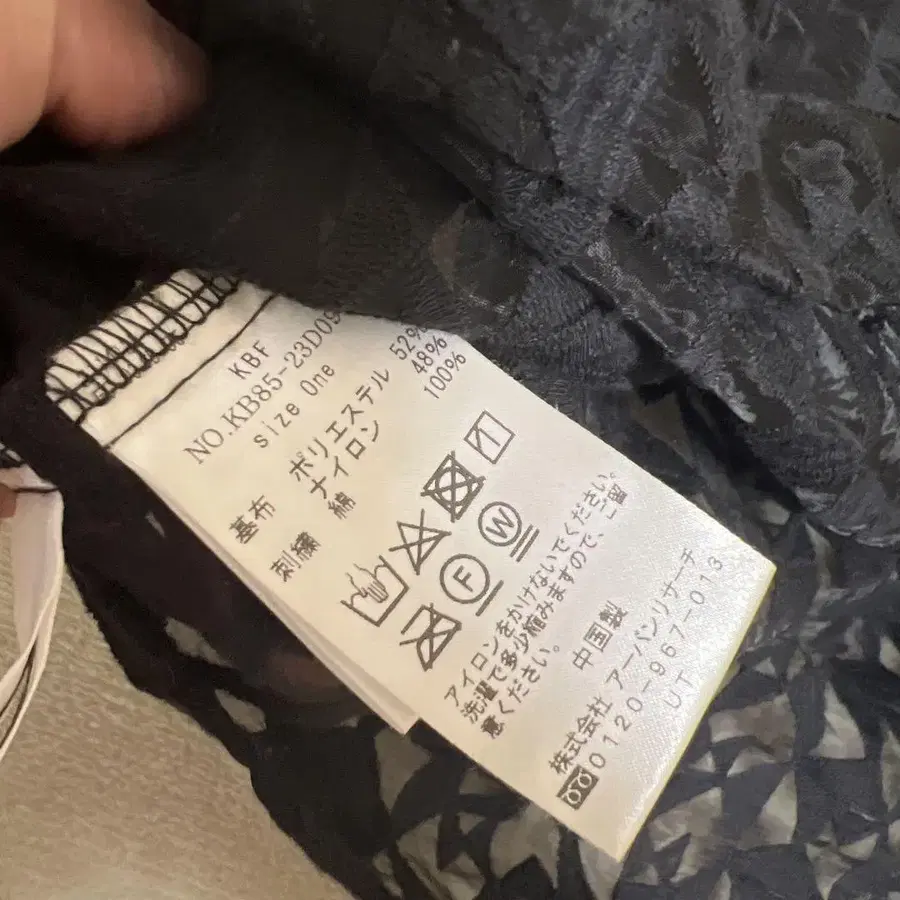 KBF
NO.KB85-23D09
size One
基布 ポリエステル 52%
ナイロン 48%
刺繍 綿 100%
F W
アイロンをかけないでください。
洗濯で多少縮みますので、ご留
意ください。
中国製
株式会社 アーバンリサーチ
0120-967-013
UT